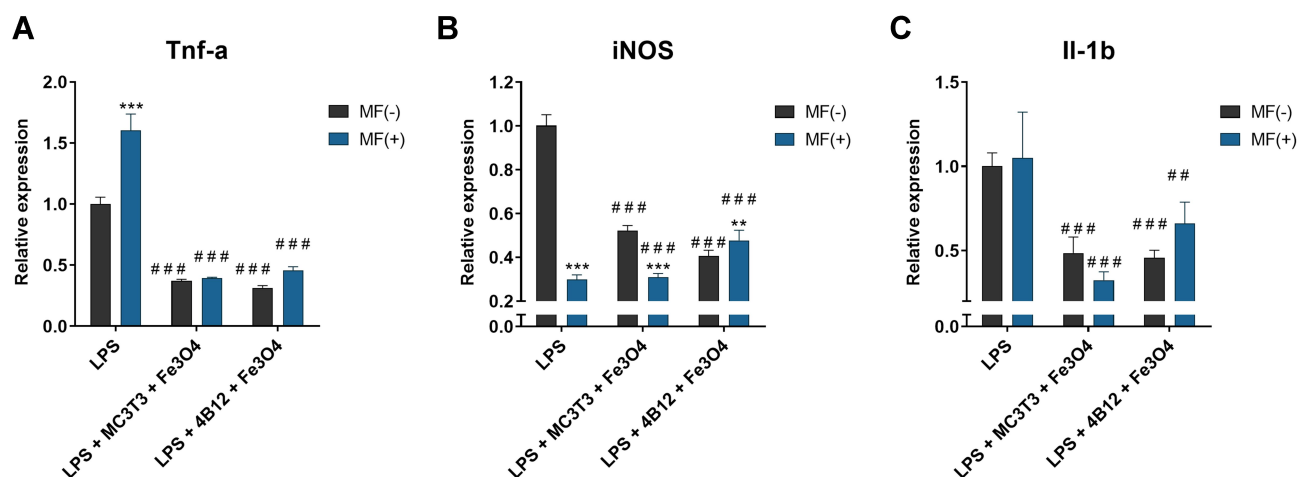 A
Tnf-a
Relative expression
2.0
1.5
1.0
0.5
0.0
***
###
###
###
###
LPS
LPS + MC3T3 + Fe3O4
LPS + 4B12 + Fe3O4
MF(-)
MF(+)
B
iNOS
Relative expression
1.2
1.0
0.8
0.6
0.4
0.2
0.0
***
###
###
***
###
###
**
LPS
LPS + MC3T3 + Fe3O4
LPS + 4B12 + Fe3O4
MF(-)
MF(+)
C
Il-1b
Relative expression
1.5
1.0
0.5
0.0
###
###
###
##
LPS
LPS + MC3T3 + Fe3O4
LPS + 4B12 + Fe3O4
MF(-)
MF(+)